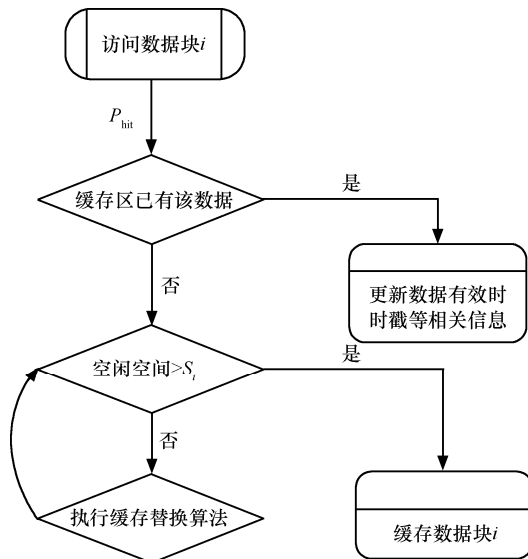 访问数据块i
P_hit
缓存区已有该数据
是
更新数据有效时
时戳等相关信息
否
空闲空间>S_i
是
否
执行缓存替换算法
缓存数据块i